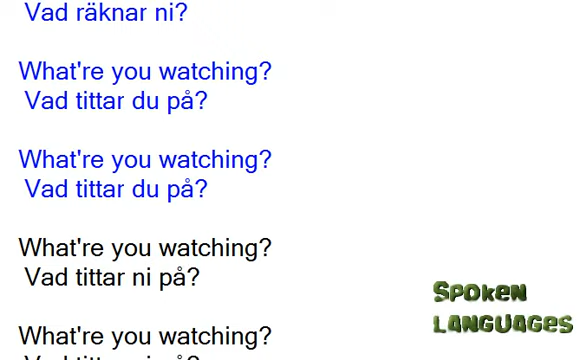 Vad räknar ni?
What're you watching?
Vad tittar du på?
What're you watching?
Vad tittar du på?
What're you watching?
Vad tittar ni på?
What're you watching?
Spoken
Languages